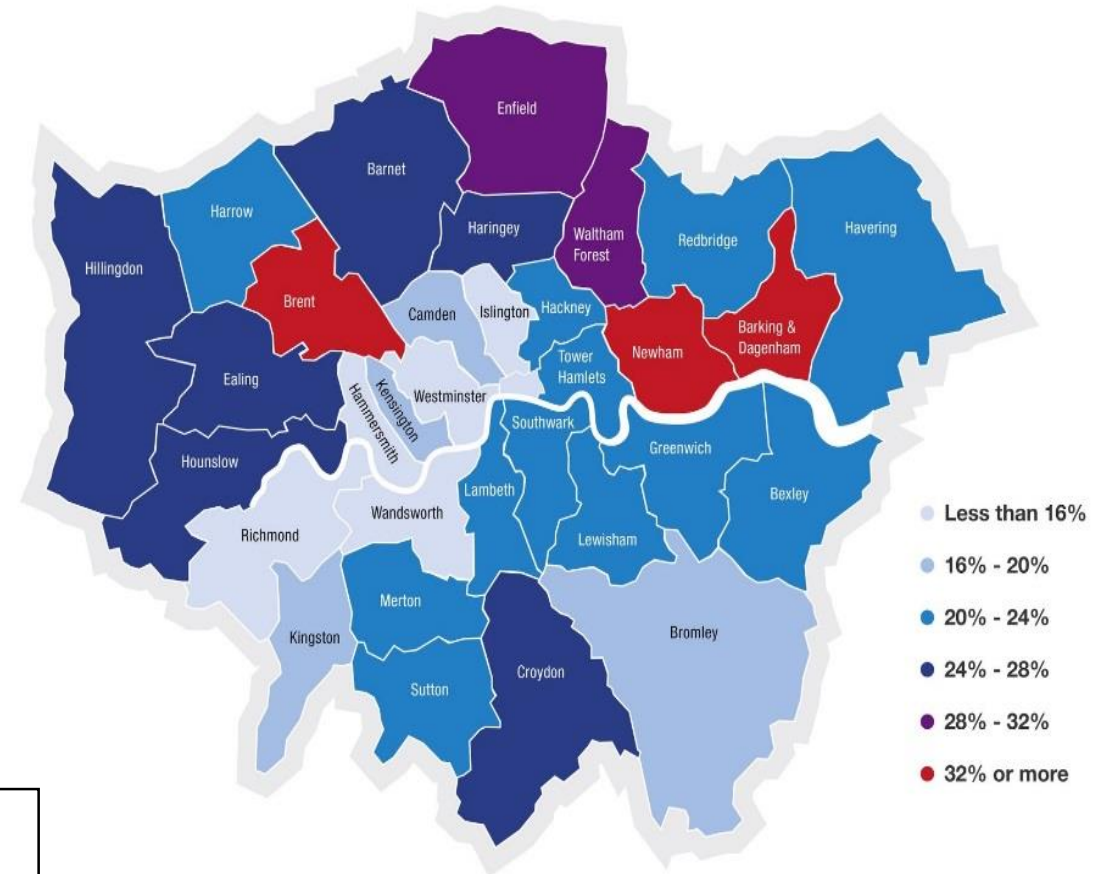 Enfield
Barnet
Harrow
Haringey
Waltham
Forest
Redbridge
Havering
Hillingdon
Brent
Camden
Islington
Hackney
Newham
Barking &
Dagenham
Ealing
Tower
Hamlets
Westminster
Kensington
Hammersmith
Hounslow
Southwark
Greenwich
Lambeth
Bexley
Richmond
Wandsworth
Lewisham
Merton
Kingston
Bromley
Croydon
Sutton
Less than 16%
16% - 20%
20% - 24%
24% - 28%
28% - 32%
32% or more